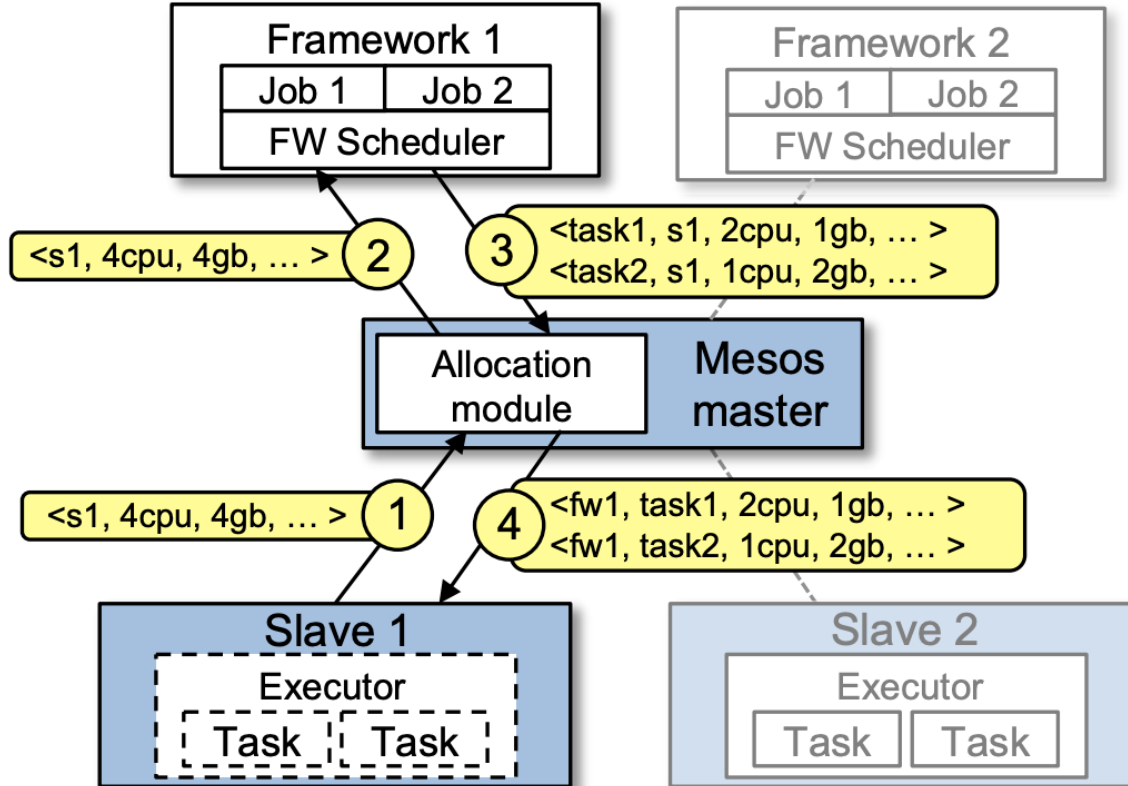 Framework 1
Job 1
Job 2
FW Scheduler
Framework 2
Job 1
Job 2
FW Scheduler
<s1, 4cpu, 4gb, … >
2
3
<task1, s1, 2cpu, 1gb, … >
<task2, s1, 1cpu, 2gb, … >
Allocation
module
Mesos
master
<s1, 4cpu, 4gb, … >
1
4
<fw1, task1, 2cpu, 1gb, … >
<fw1, task2, 1cpu, 2gb, … >
Slave 1
Executor
Task
Task
Slave 2
Executor
Task
Task